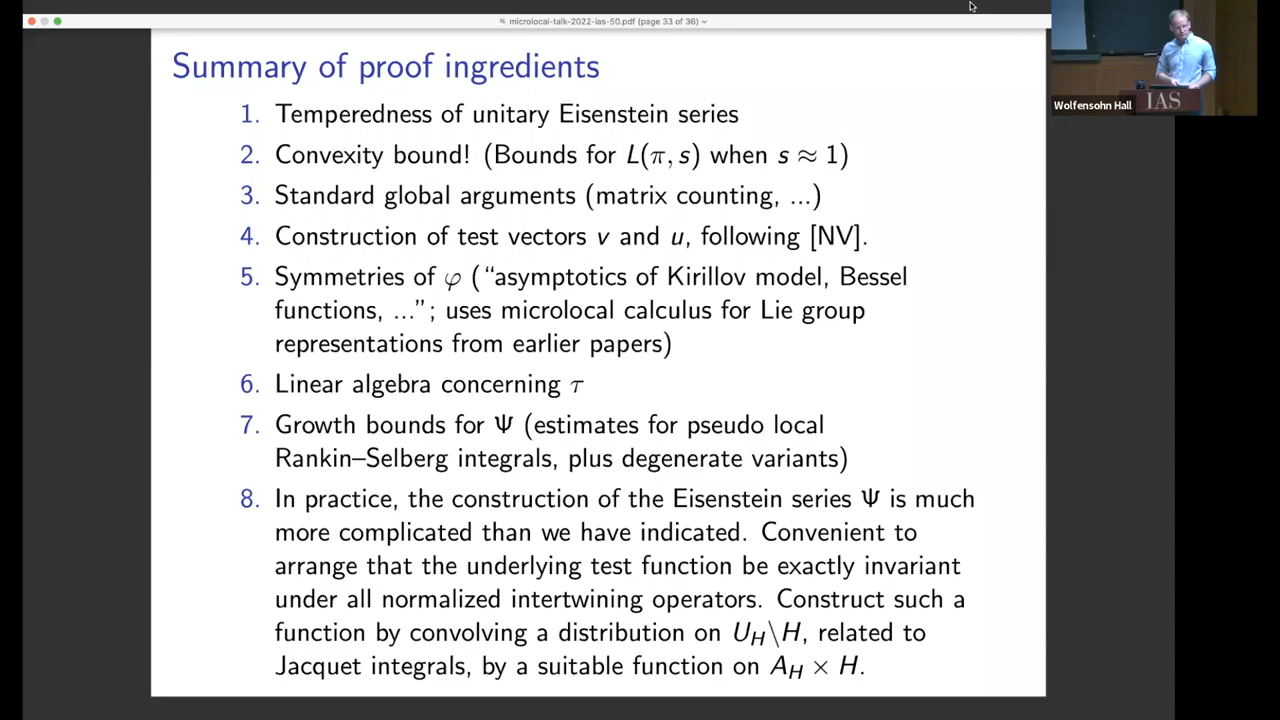 microlocal-talk-2022-ias-50.pdf (page 33 of 36)
Wolfensohn Hall
IAS
Summary of proof ingredients
1. Temperedness of unitary Eisenstein series
2. Convexity bound! (Bounds for L(π, s) when s ≈ 1)
3. Standard global arguments (matrix counting, ...)
4. Construction of test vectors v and u, following [NV].
5. Symmetries of φ (“asymptotics of Kirillov model, Bessel
functions, ...”; uses microlocal calculus for Lie group
representations from earlier papers)
6. Linear algebra concerning τ
7. Growth bounds for Ψ (estimates for pseudo local
Rankin–Selberg integrals, plus degenerate variants)
8. In practice, the construction of the Eisenstein series Ψ is much
more complicated than we have indicated. Convenient to
arrange that the underlying test function be exactly invariant
under all normalized intertwining operators. Construct such a
function by convolving a distribution on U_H\H, related to
Jacquet integrals, by a suitable function on A_H × H.